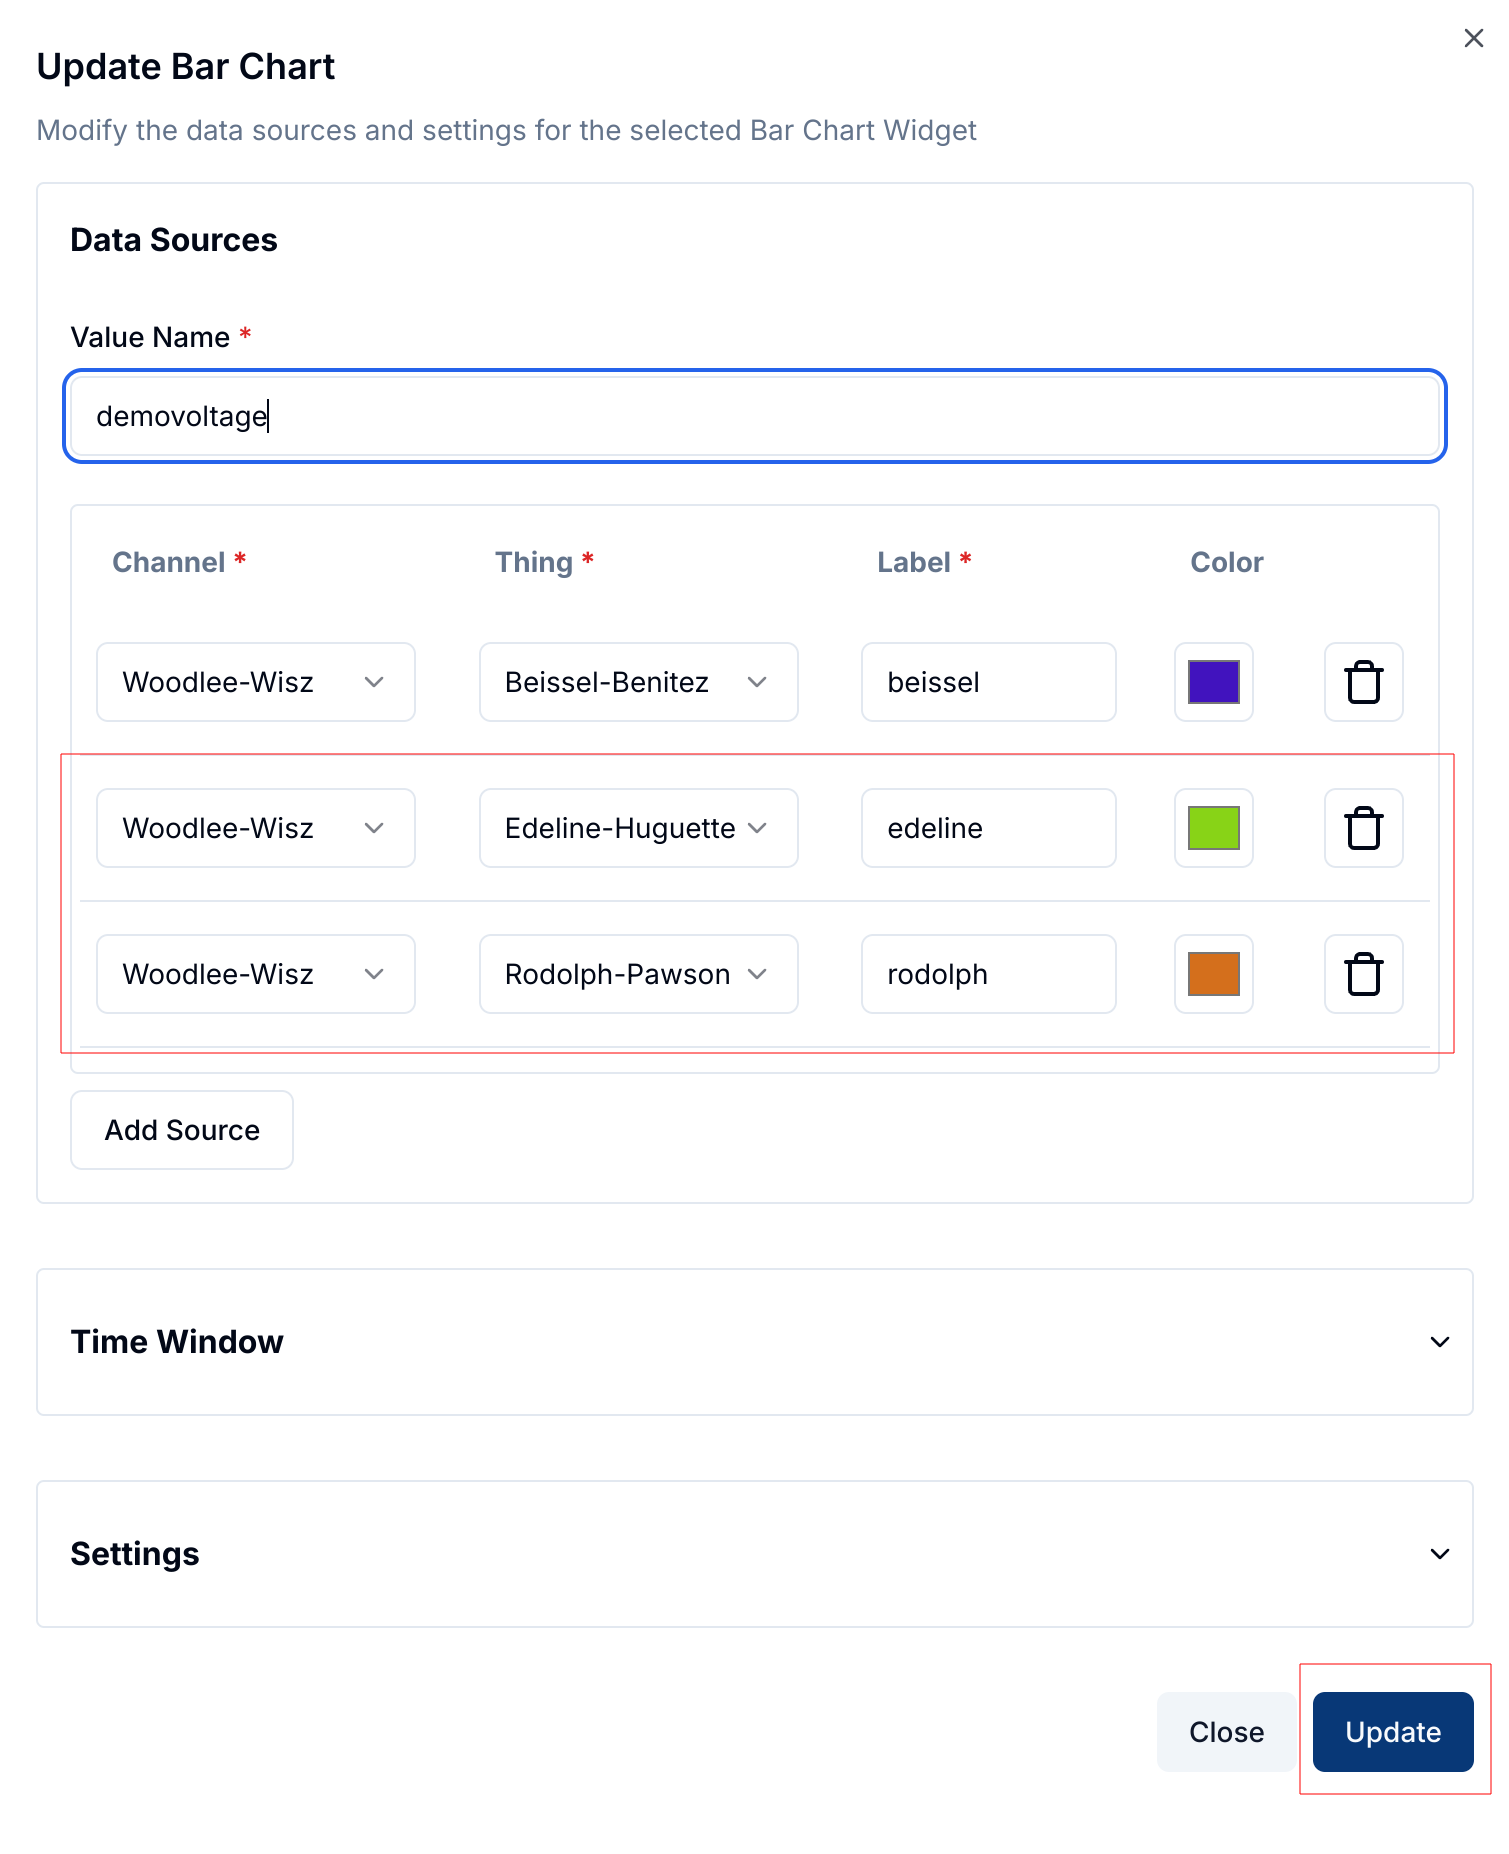 Update Bar Chart
Modify the data sources and settings for the selected Bar Chart Widget
Data Sources
Value Name *
demovoltage
Channel * Thing * Label * Color
Woodlee-Wisz Beissel-Benitez beissel
Woodlee-Wisz Edeline-Huguette edeline
Woodlee-Wisz Rodolph-Pawson rodolph
Add Source
Time Window
Settings
Close Update